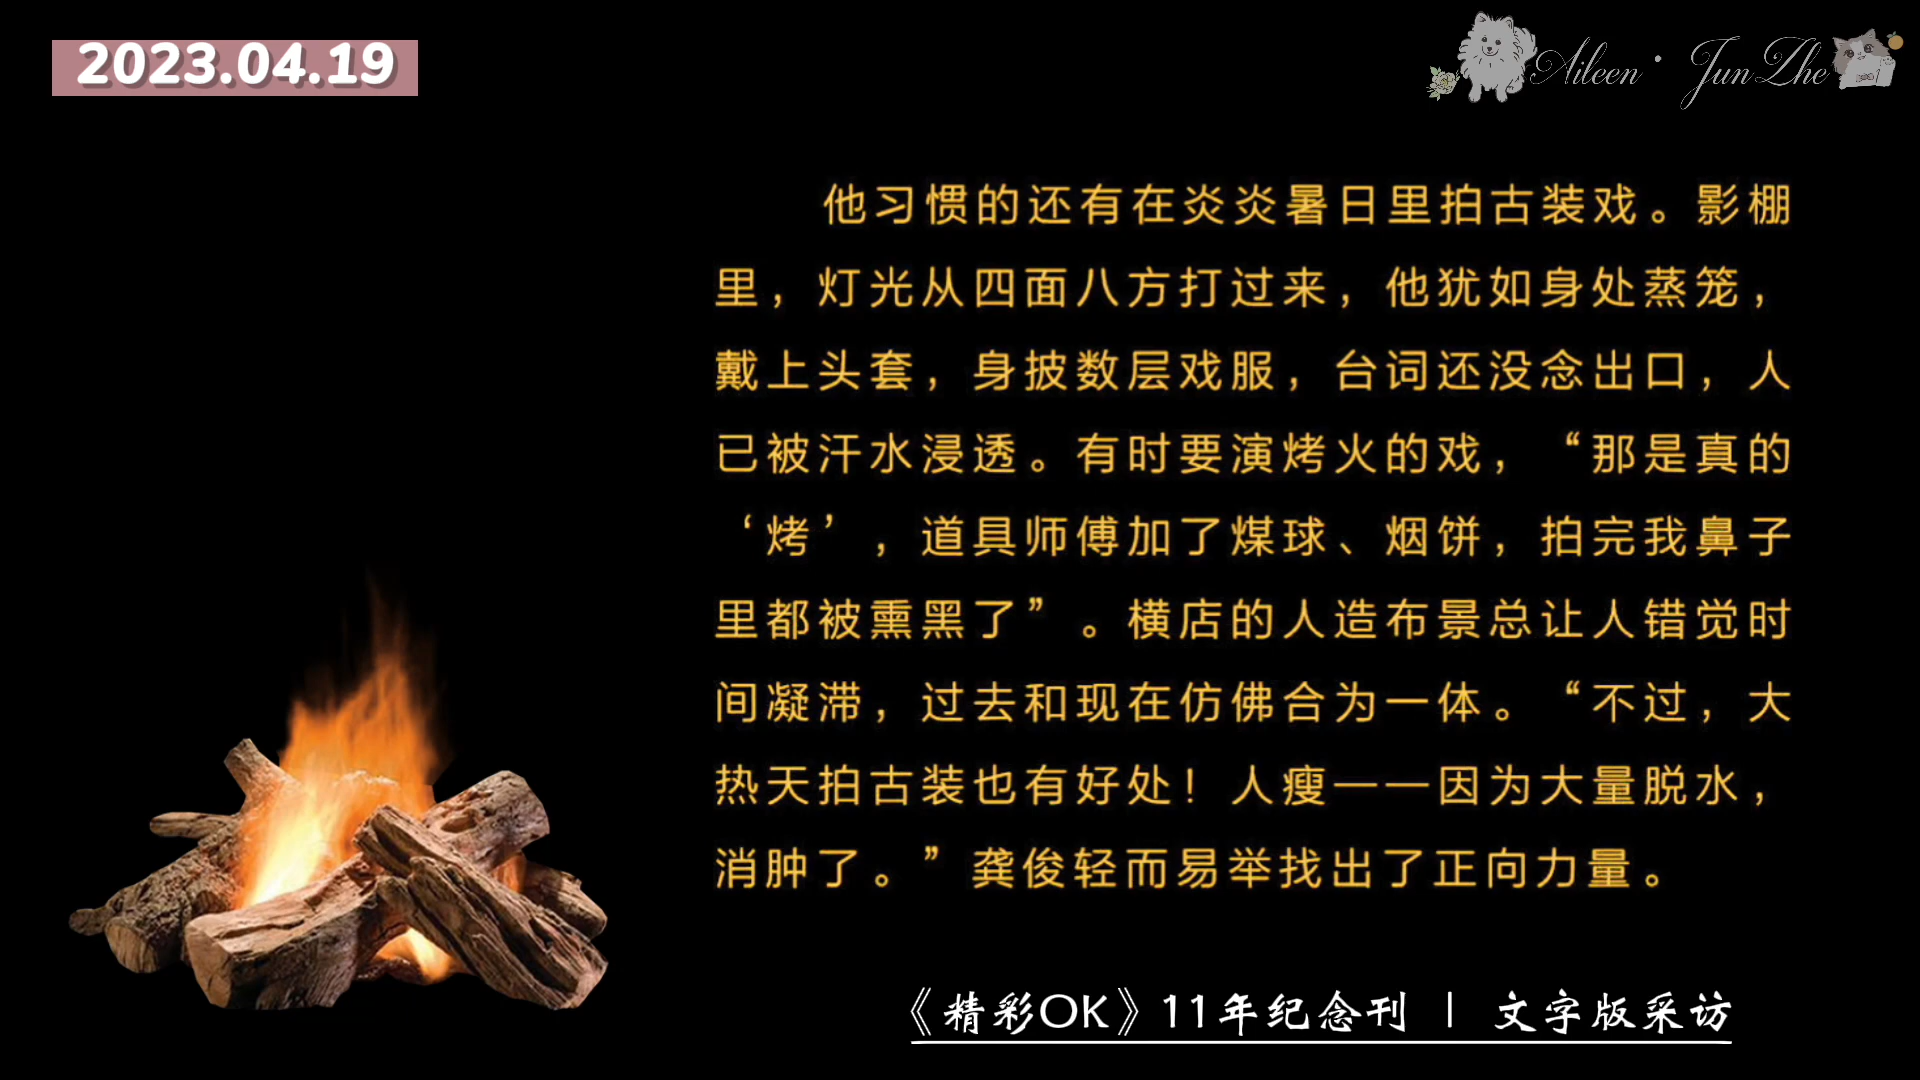 2023.04.19
Aileen· JunZhe
他习惯的还有在炎炎暑日里拍古装戏。影棚
里，灯光从四面八方打过来，他犹如身处蒸笼，
戴上头套，身披数层戏服，台词还没念出口，人
已被汗水浸透。有时要演烤火的戏，“那是真的
‘烤’，道具师傅加了煤球、烟饼，拍完我鼻子
里都被熏黑了”。横店的人造布景总让人错觉时
间凝滞，过去和现在仿佛合为一体。“不过，大
热天拍古装也有好处！人瘦——因为大量脱水，
消肿了。”龚俊轻而易举找出了正向力量。
《精彩OK》11年纪念刊 | 文字版采访